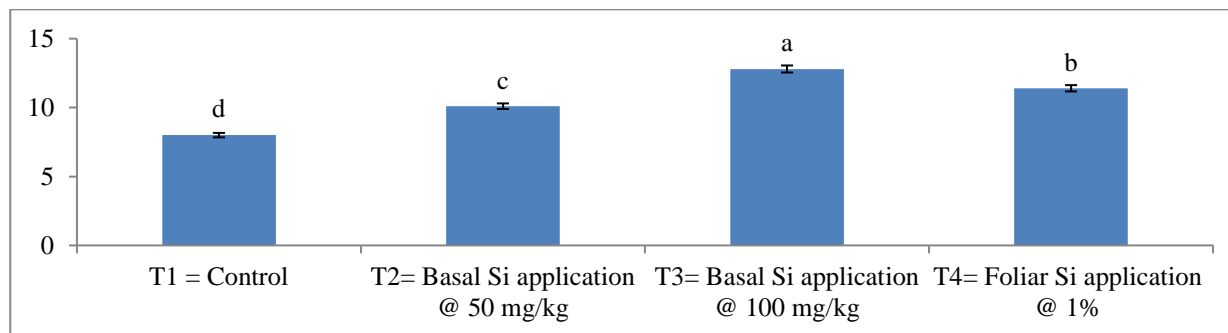 15
10
5
0
d
c
a
b
T1 = Control
T2= Basal Si application
@ 50 mg/kg
T3= Basal Si application
@ 100 mg/kg
T4= Foliar Si application
@ 1%